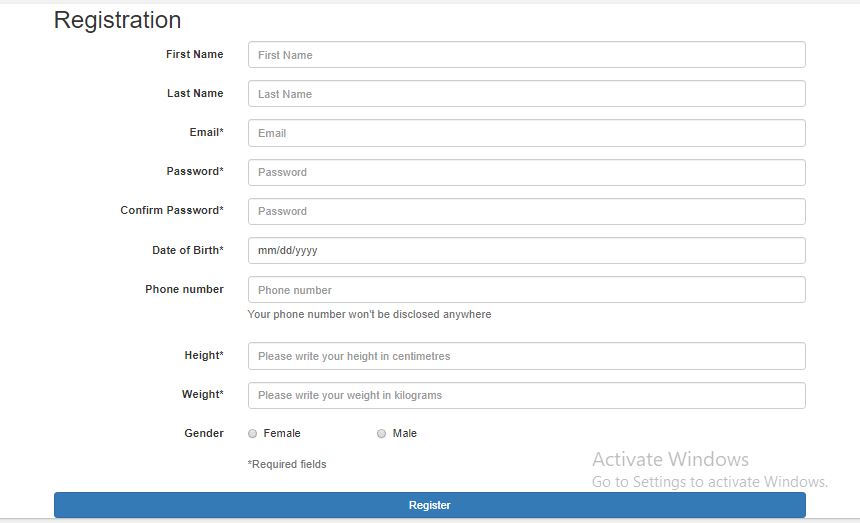 Registration
First Name First Name
Last Name Last Name
Email* Email
Password* Password
Confirm Password* Password
Date of Birth* mm/dd/yyyy
Phone number Phone number
Your phone number won't be disclosed anywhere
Height* Please write your height in centimetres
Weight* Please write your weight in kilograms
Gender Female Male
*Required fields
Activate Windows
Go to Settings to activate Windows.
Register